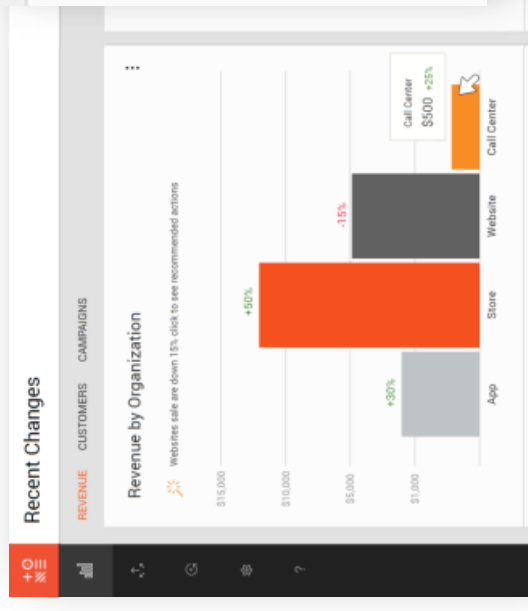 Recent Changes
REVENUE CUSTOMERS CAMPAIGNS
Revenue by Organization
Websites sale are down 15% click to see recommended actions
$15,000
$10,000
$5,000
$1,000
+30%
+50%
-15%
Call Center
$500 +25%
App
Store
Website
Call Center
?